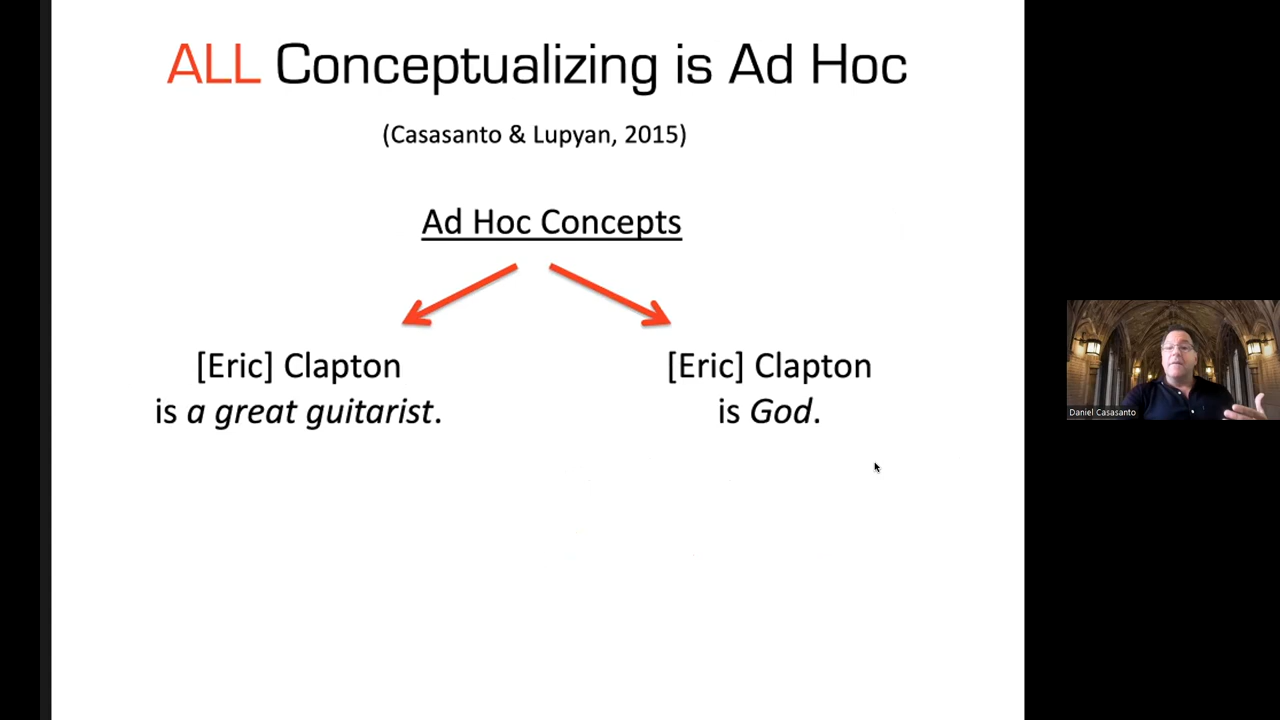 ALL Conceptualizing is Ad Hoc
(Casasanto & Lupyan, 2015)
Ad Hoc Concepts
[Eric] Clapton
is a great guitarist.
[Eric] Clapton
is God.
Daniel Casasanto